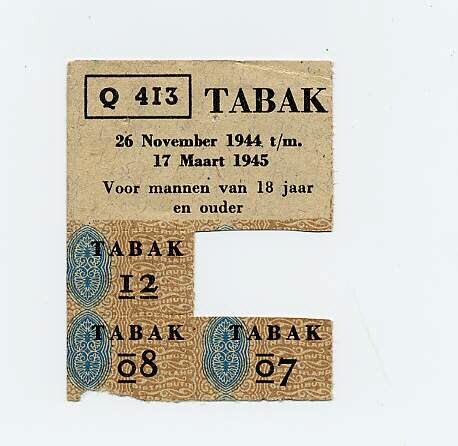 Q 413 TABAK
26 November 1944 t/m.
17 Maart 1945
Voor mannen van 18 jaar
en ouder
TABAK
12
TABAK TABAK
08 07